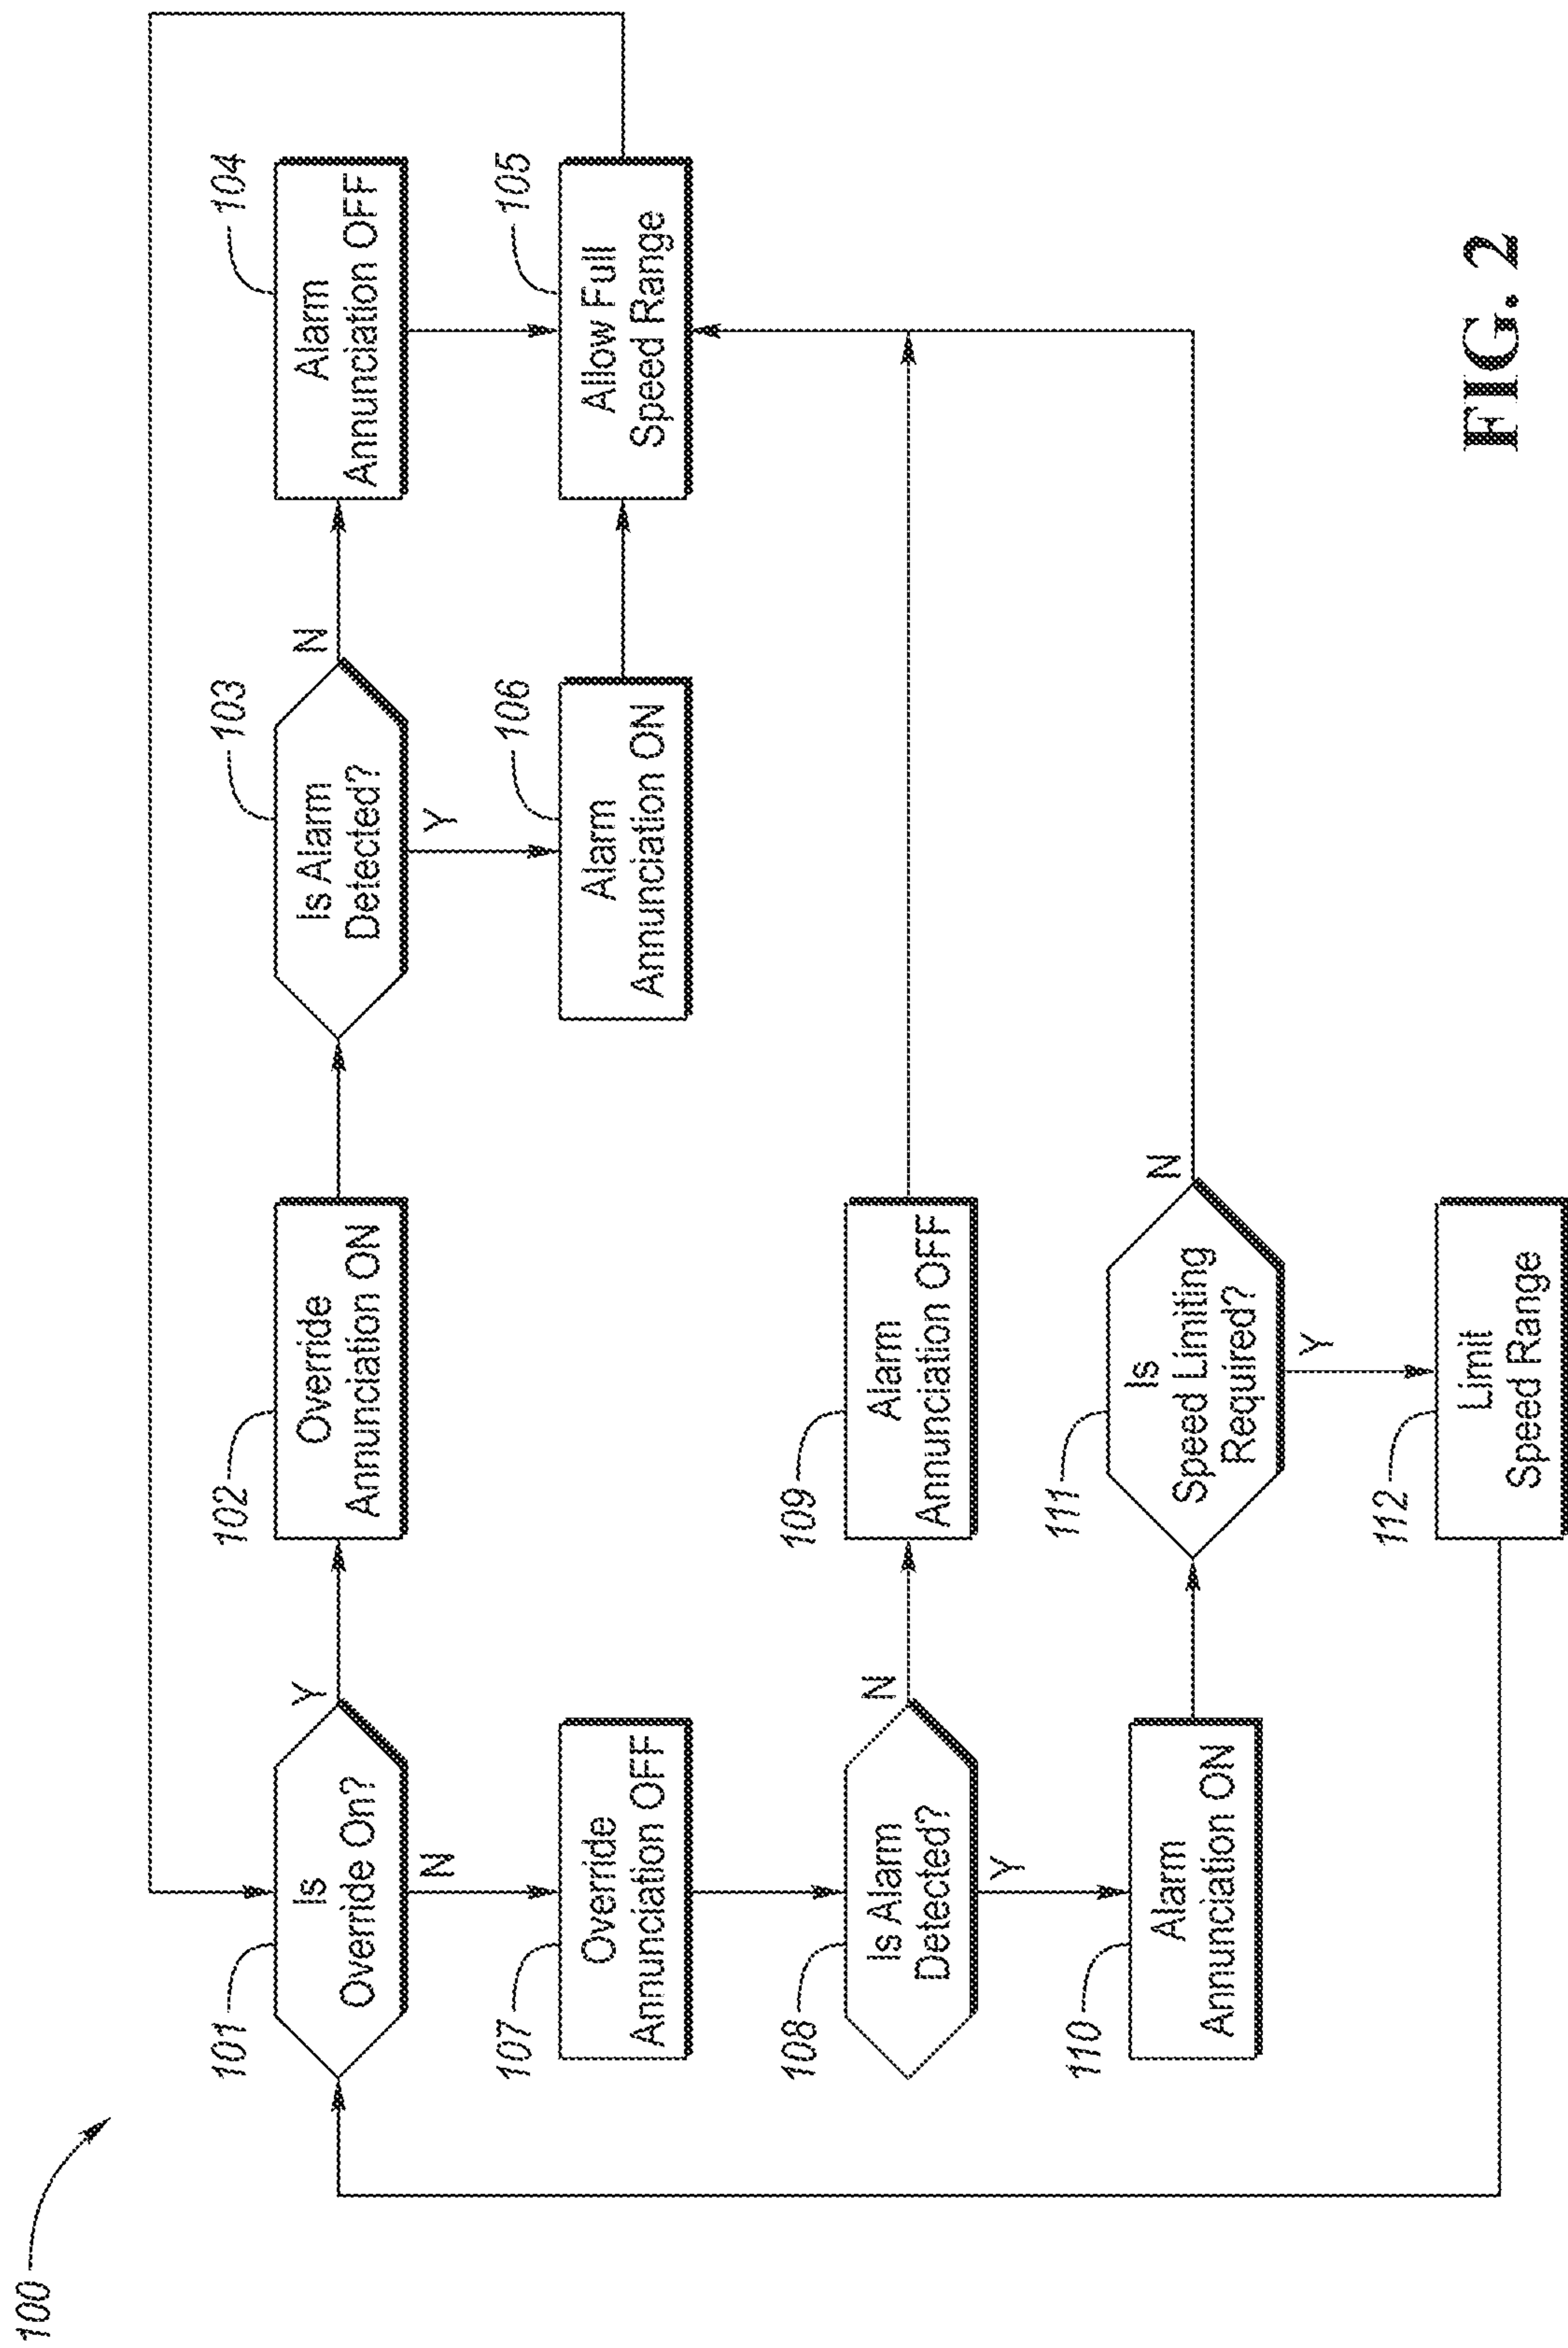 100
101
Is
Override On?
Y
N
102
Override
Annunciation ON
103
Is Alarm
Detected?
N
Y
104
Alarm
Annunciation OFF
107
Override
Annunciation OFF
106
Alarm
Annunciation ON
105
Allow Full
Speed Range
108
Is Alarm
Detected?
N
Y
109
Alarm
Annunciation OFF
110
Alarm
Annunciation ON
111
Is
Speed Limiting
Required?
N
Y
112
Limit
Speed Range
FIG. 2